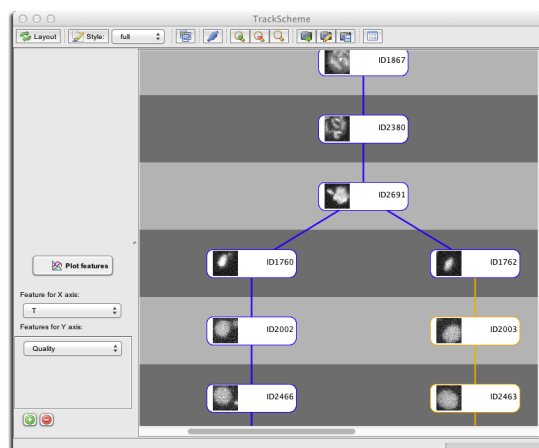 TrackScheme
Layout Style: full
ID1867
ID2380
ID2691
ID1760 ID1762
Plot features
Feature for X axis:
T
Features for Y axis:
ID2002 ID2003
Quality
ID2466 ID2463